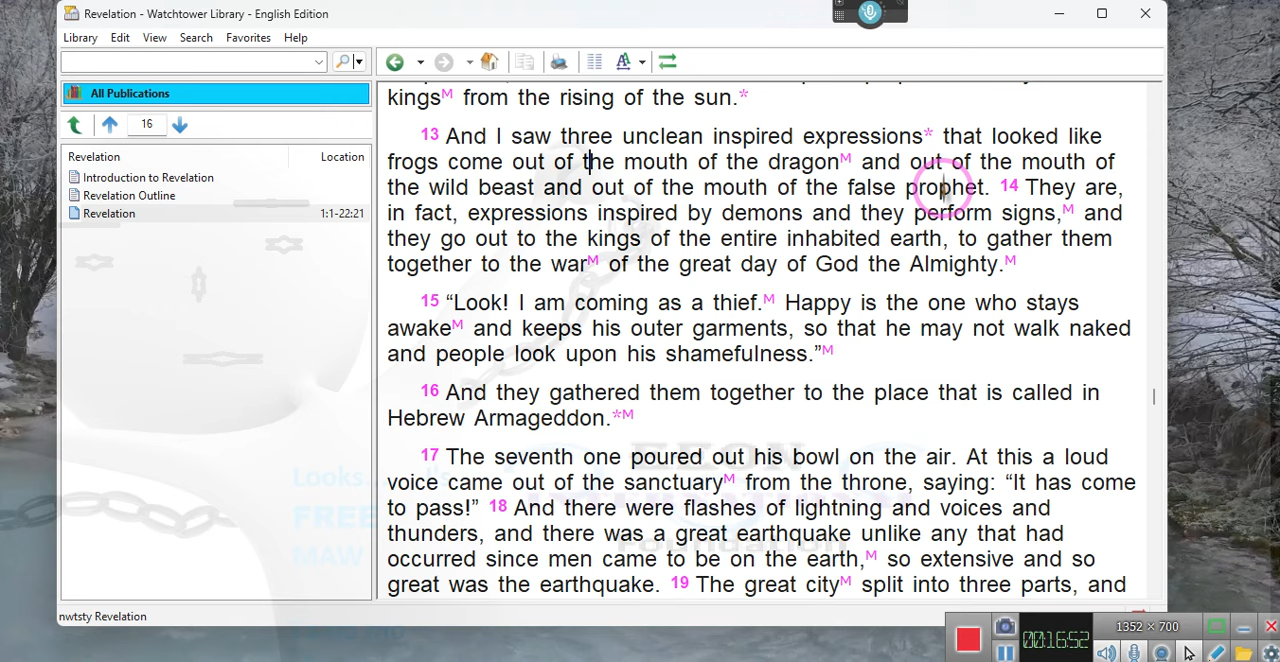 Revelation - Watchtower Library - English Edition
Library Edit View Search Favorites Help
All Publications
16
Revelation Location
Introduction to Revelation
Revelation Outline
Revelation 1:1-22:21
kingsM from the rising of the sun.*
13 And I saw three unclean inspired expressions* that looked like
frogs come out of the mouth of the dragonM and out of the mouth of
the wild beast and out of the mouth of the false prophet. 14 They are,
in fact, expressions inspired by demons and they perform signs,M and
they go out to the kings of the entire inhabited earth, to gather them
together to the warM of the great day of God the Almighty.M
15 “Look! I am coming as a thief.M Happy is the one who stays
awakeM and keeps his outer garments, so that he may not walk naked
and people look upon his shamefulness.”M
16 And they gathered them together to the place that is called in
Hebrew Armageddon.*M
17 The seventh one poured out his bowl on the air. At this a loud
voice came out of the sanctuaryM from the throne, saying: “It has come
to pass!” 18 And there were flashes of lightning and voices and
thunders, and there was a great earthquake unlike any that had
occurred since men came to be on the earth,M so extensive and so
great was the earthquake. 19 The great cityM split into three parts, and
Looks
FREE
MAW
Foundation
nwtsty Revelation
1352 × 700
00:16:52